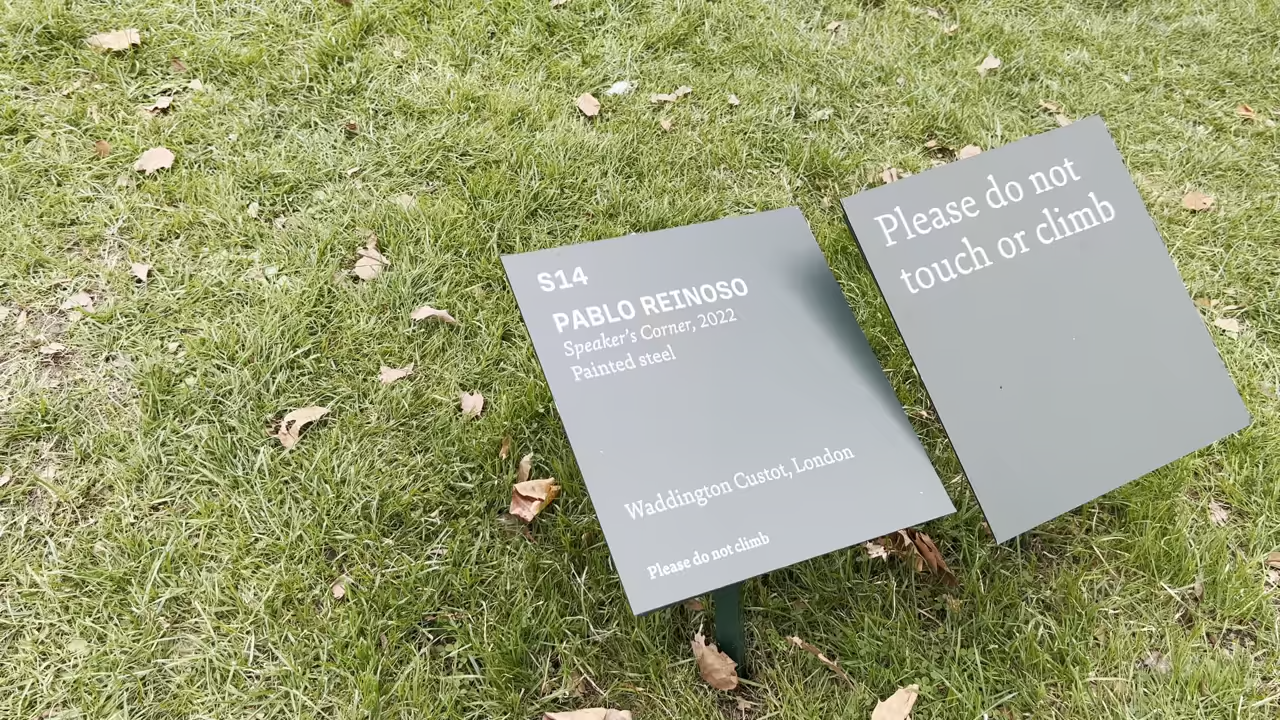 S14
PABLO REINOSO
Speaker's Corner, 2022
Painted steel
Waddington Custot, London
Please do not climb
Please do not
touch or climb